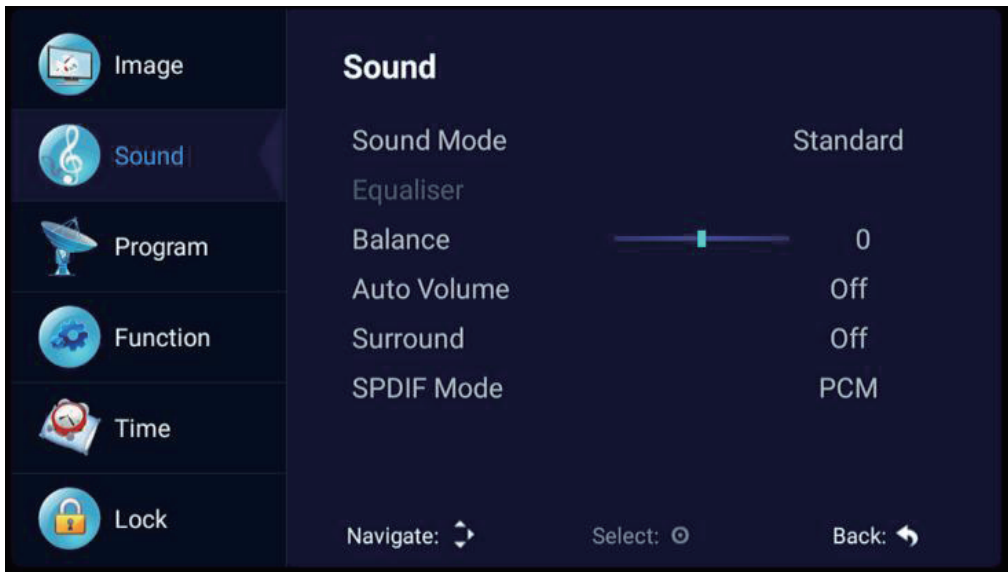 Image
Sound
Program
Function
Time
Lock
Sound
Sound Mode Standard
Equaliser
Balance 0
Auto Volume Off
Surround Off
SPDIF Mode PCM
Navigate: Select: Back: